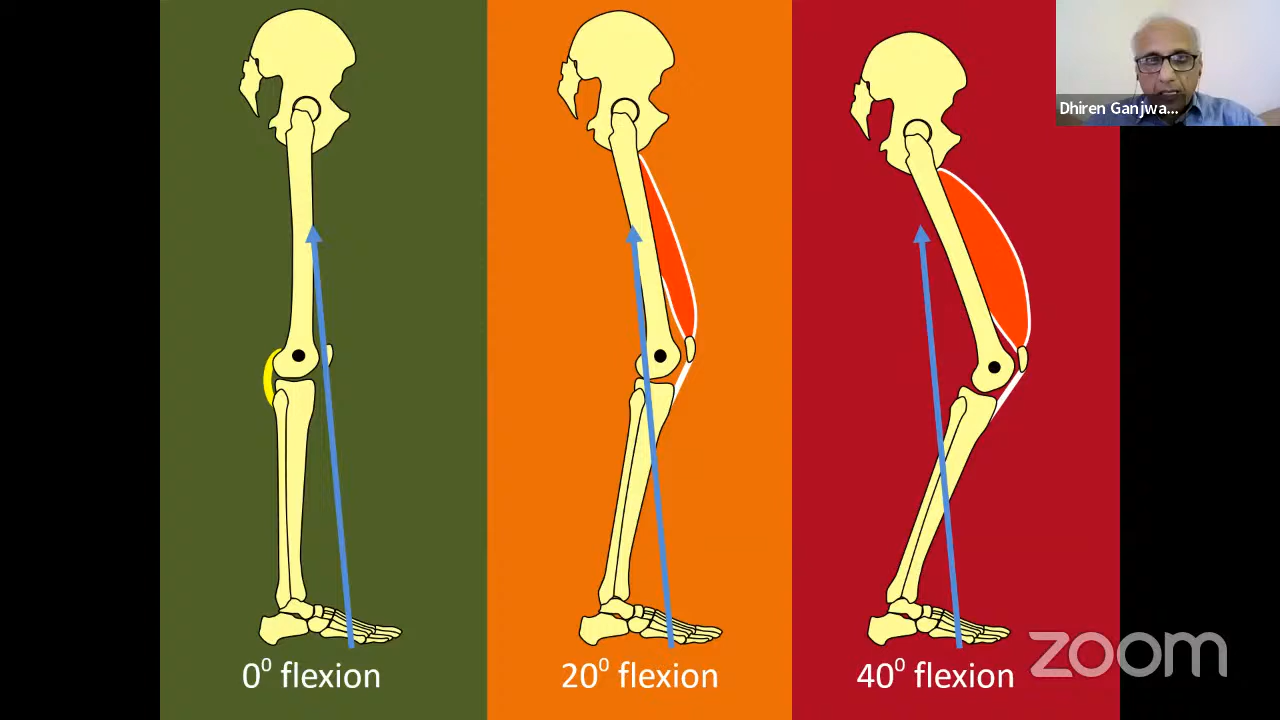 Dhiren Ganjwa...
0⁰ flexion
20⁰ flexion
40⁰ flexion
zoom